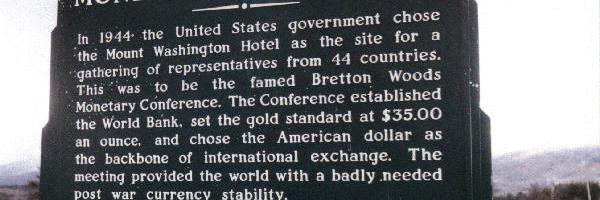 In 1944 the United States government chose
the Mount Washington Hotel as the site for a
gathering of representatives from 44 countries.
This was to be the famed Bretton Woods
Monetary Conference. The Conference established
the World Bank, set the gold standard at $35.00
an ounce, and chose the American dollar as
the backbone of international exchange. The
meeting provided the world with a badly needed
post war currency stability.